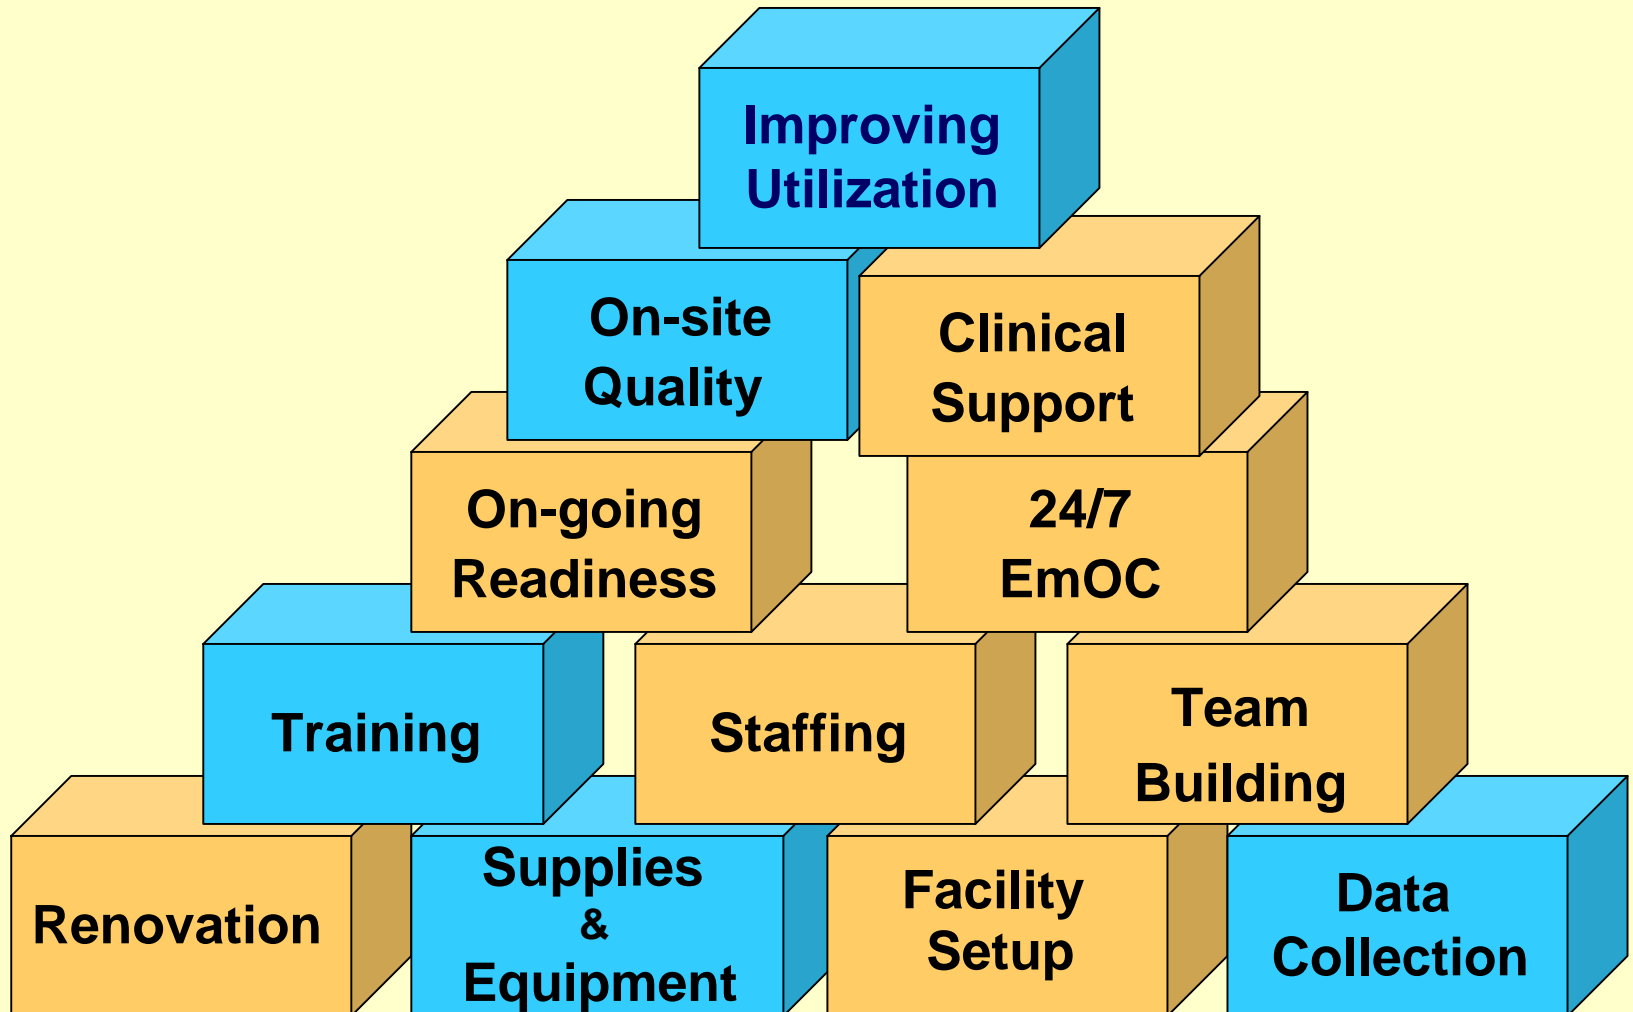 Improving
Utilization
On-site
Quality
Clinical
Support
On-going
Readiness
24/7
EmOC
Training
Staffing
Team
Building
Renovation
Supplies
&
Equipment
Facility
Setup
Data
Collection